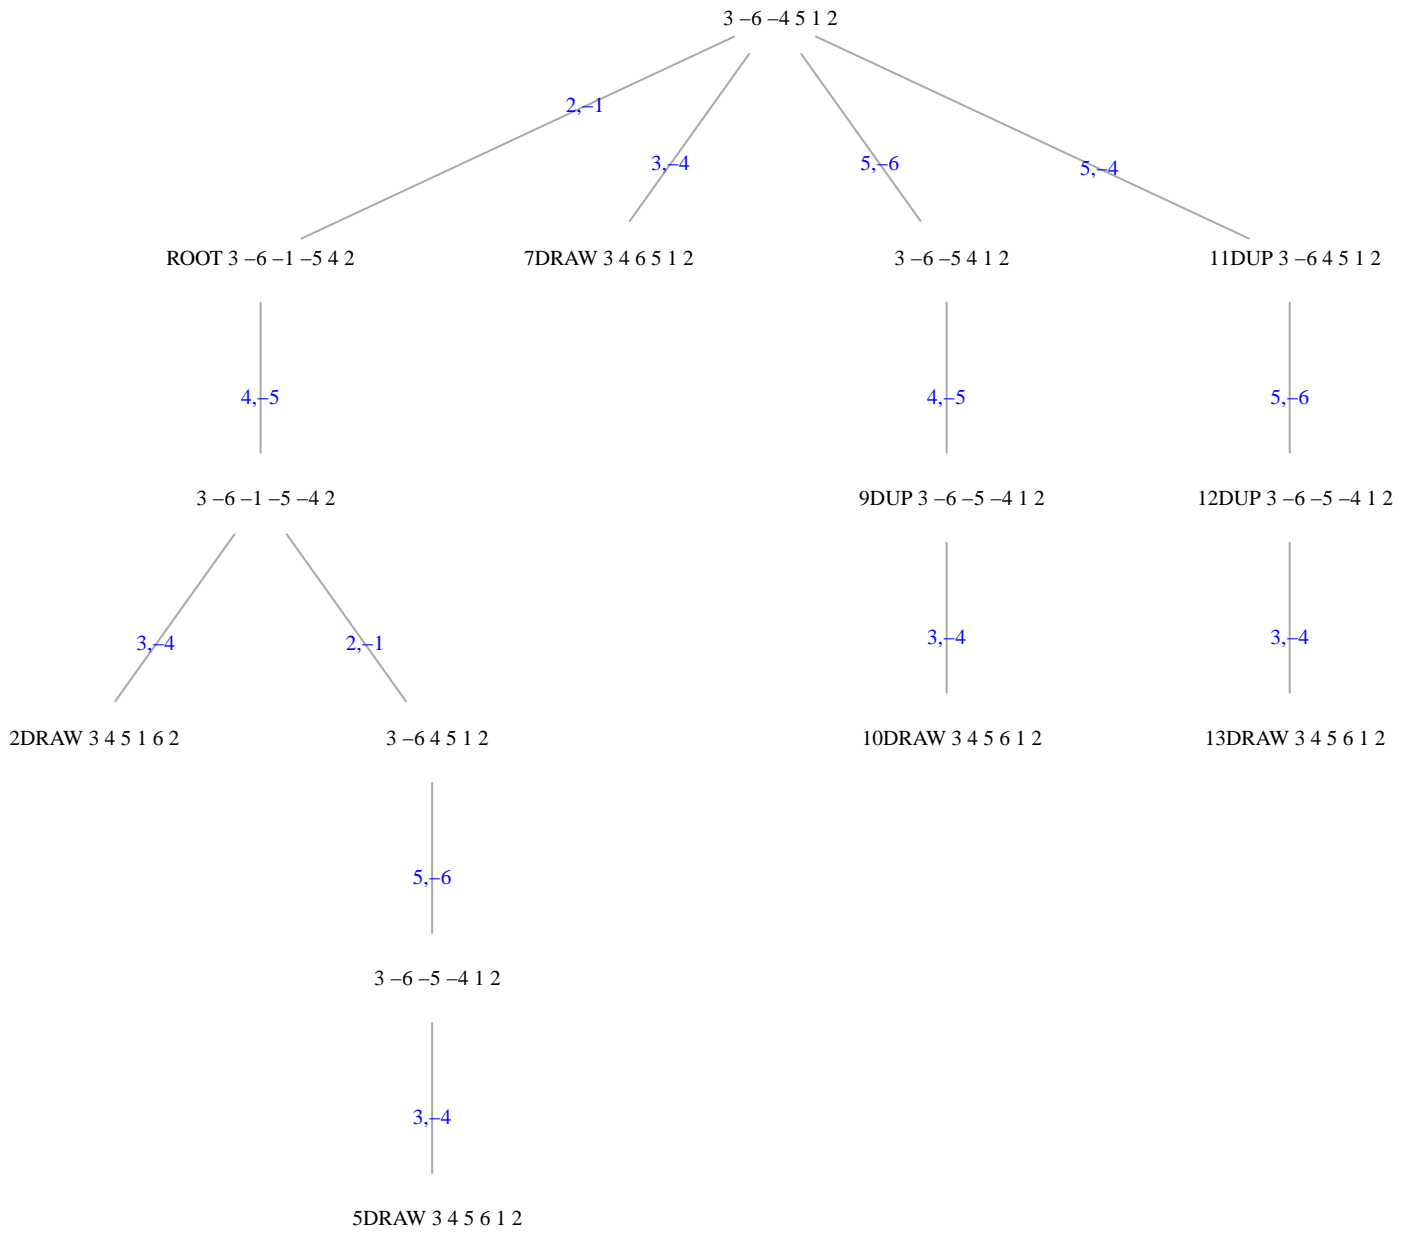 3 –6 –4 5 1 2
2,–1
3,–4
5,–6
5,–4
ROOT 3 –6 –1 –5 4 2
7DRAW 3 4 6 5 1 2
3 –6 –5 4 1 2
11DUP 3 –6 4 5 1 2
4,–5
4,–5
5,–6
3 –6 –1 –5 –4 2
9DUP 3 –6 –5 –4 1 2
12DUP 3 –6 –5 –4 1 2
3,–4
2,–1
3,–4
3,–4
2DRAW 3 4 5 1 6 2
3 –6 4 5 1 2
10DRAW 3 4 5 6 1 2
13DRAW 3 4 5 6 1 2
5,–6
3 –6 –5 –4 1 2
3,–4
5DRAW 3 4 5 6 1 2